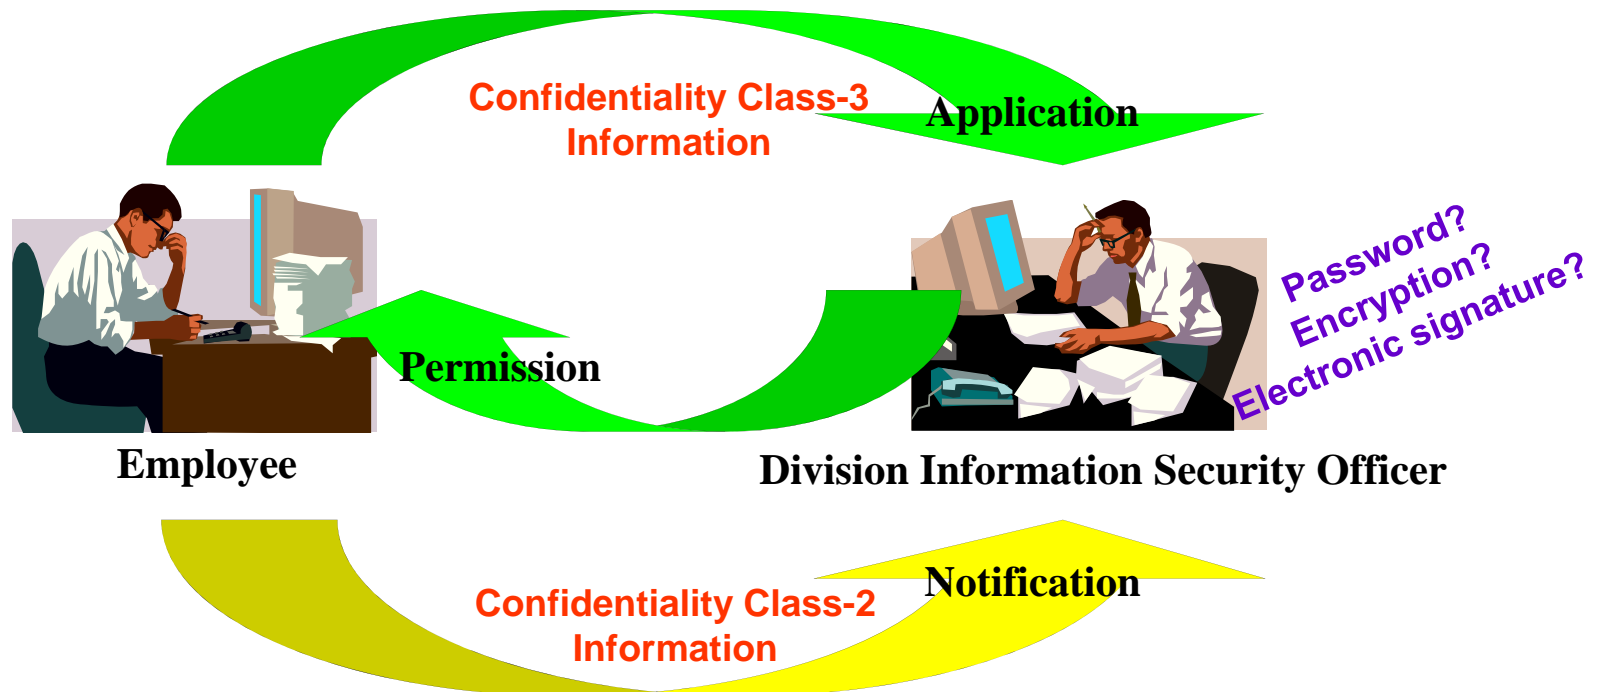 Confidentiality Class-3
Information
Application
Password?
Encryption?
Electronic signature?
Permission
Employee
Division Information Security Officer
Confidentiality Class-2
Information
Notification